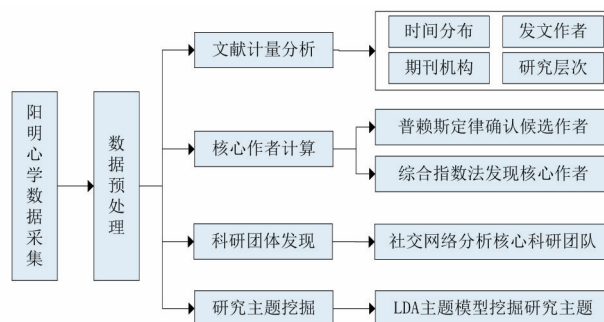 阳明心学数据采集
数据预处理
文献计量分析
时间分布
发文作者
期刊机构
研究层次
核心作者计算
普赖斯定律确认候选作者
综合指数法发现核心作者
科研团体发现
社交网络分析核心科研团队
研究主题挖掘
LDA主题模型挖掘研究主题